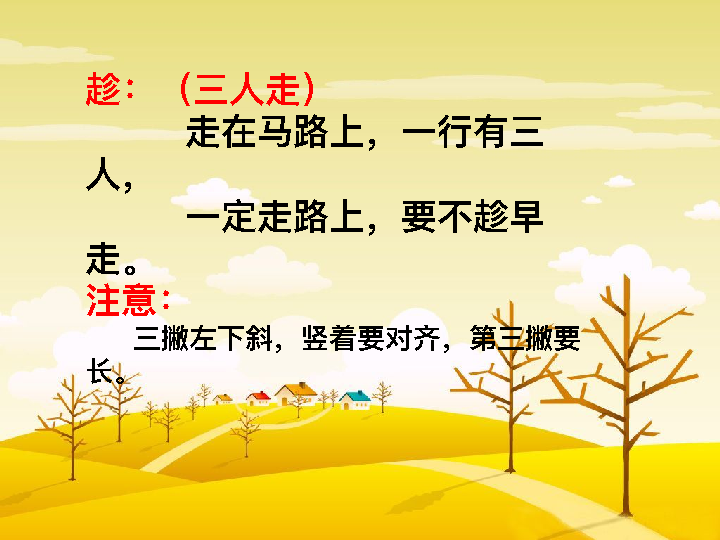 趁：（三人走）
走在马路上，一行有三
人，
一定走路上，要不趁早
走。
注意：
三撇左下斜，竖着要对齐，第三撇要
长。